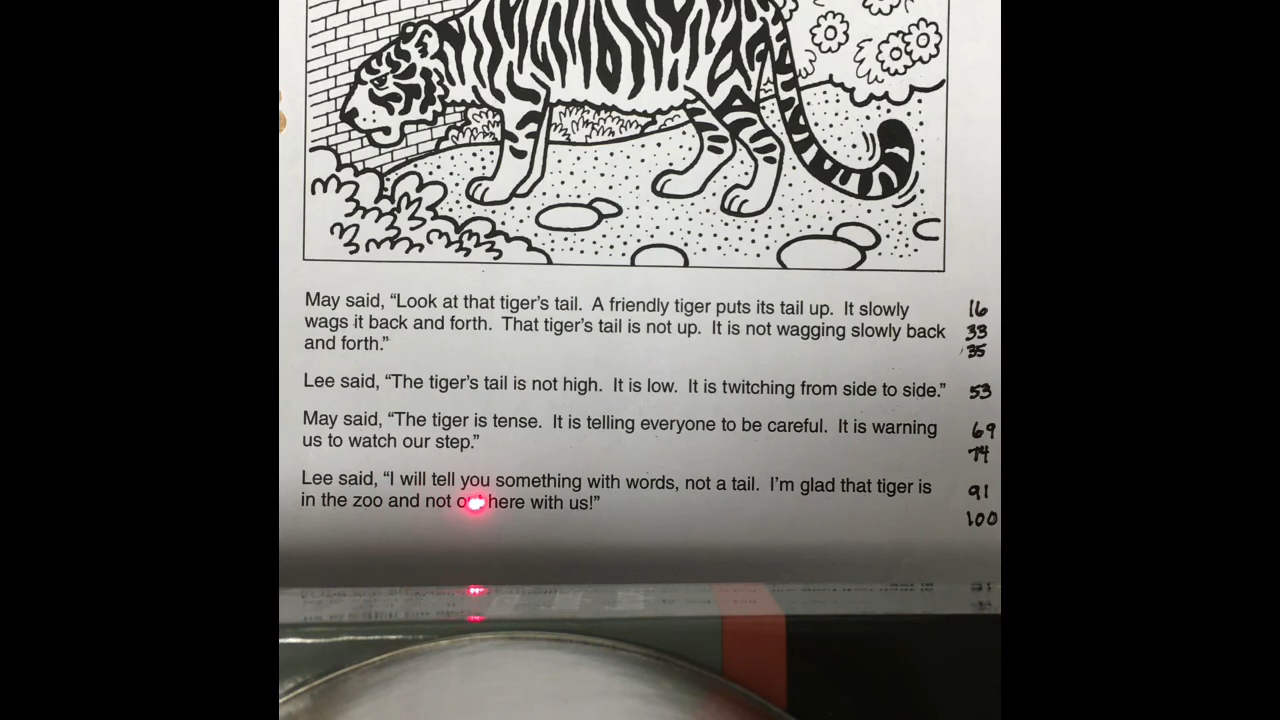 May said, “Look at that tiger’s tail. A friendly tiger puts its tail up. It slowly 16
wags it back and forth. That tiger’s tail is not up. It is not wagging slowly back 33
and forth.” 35
Lee said, “The tiger’s tail is not high. It is low. It is twitching from side to side.” 53
May said, “The tiger is tense. It is telling everyone to be careful. It is warning 69
us to watch our step.” 74
Lee said, “I will tell you something with words, not a tail. I’m glad that tiger is 91
in the zoo and not here with us!” 100